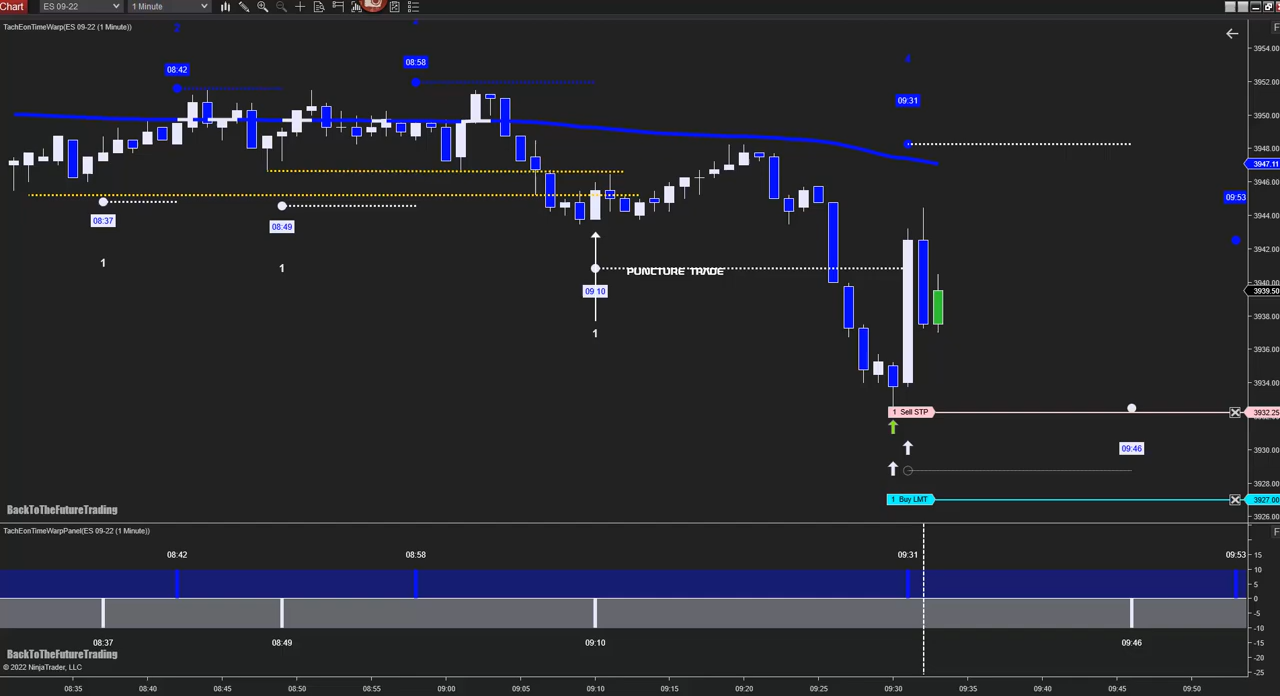 Chart ES 09-22 1 Minute
TachEonTimeWarp(ES 09-22 (1 Minute)) F
3954.00
08:58
08:42 3952.00
09:31
3950.00
3948.00
3947.11
3946.00
09:53
08:37 3944.00
08:49
1 1 3942.00
PUNCTURE TRADE
09:10 3940.00
3939.50
3938.00
1
3936.00
3934.00
1 Sell STP 3932.25
09:46 3930.00
3928.00
1 Buy LMT 3927.00
BackToTheFutureTrading 3926.00
TachEonTimeWarpPanel(ES 09-22 (1 Minute)) F
08:42 08:58 09:31 09:53 15
10
5
0
-5
-10
08:37 08:49 09:10 09:46 -15
BackToTheFutureTrading
-20
© 2022 NinjaTrader, LLC
-25
08:35 08:40 08:45 08:50 08:55 09:00 09:05 09:10 09:15 09:20 09:25 09:30 09:35 09:40 09:45 09:50